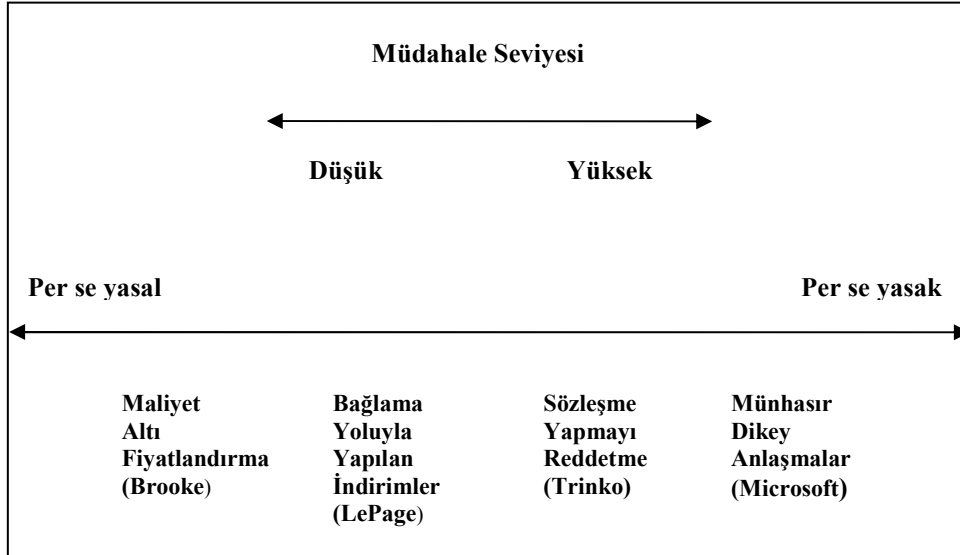 Müdahale Seviyesi
Düşük Yüksek
Per se yasal Per se yasak
Maliyet
Altı
Fiyatlandırma
(Brooke)
Bağlama
Yoluyla
Yapılan
İndirimler
(LePage)
Sözleşme
Yapmayı
Reddetme
(Trinko)
Münhasır
Dikey
Anlaşmalar
(Microsoft)